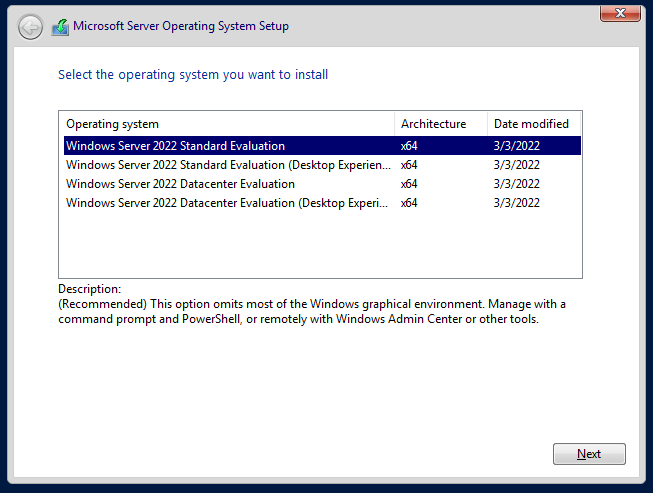 Microsoft Server Operating System Setup
Select the operating system you want to install
Operating system Architecture Date modified
Windows Server 2022 Standard Evaluation x64 3/3/2022
Windows Server 2022 Standard Evaluation (Desktop Experien... x64 3/3/2022
Windows Server 2022 Datacenter Evaluation x64 3/3/2022
Windows Server 2022 Datacenter Evaluation (Desktop Experi... x64 3/3/2022
Description:
(Recommended) This option omits most of the Windows graphical environment. Manage with a
command prompt and PowerShell, or remotely with Windows Admin Center or other tools.
Next